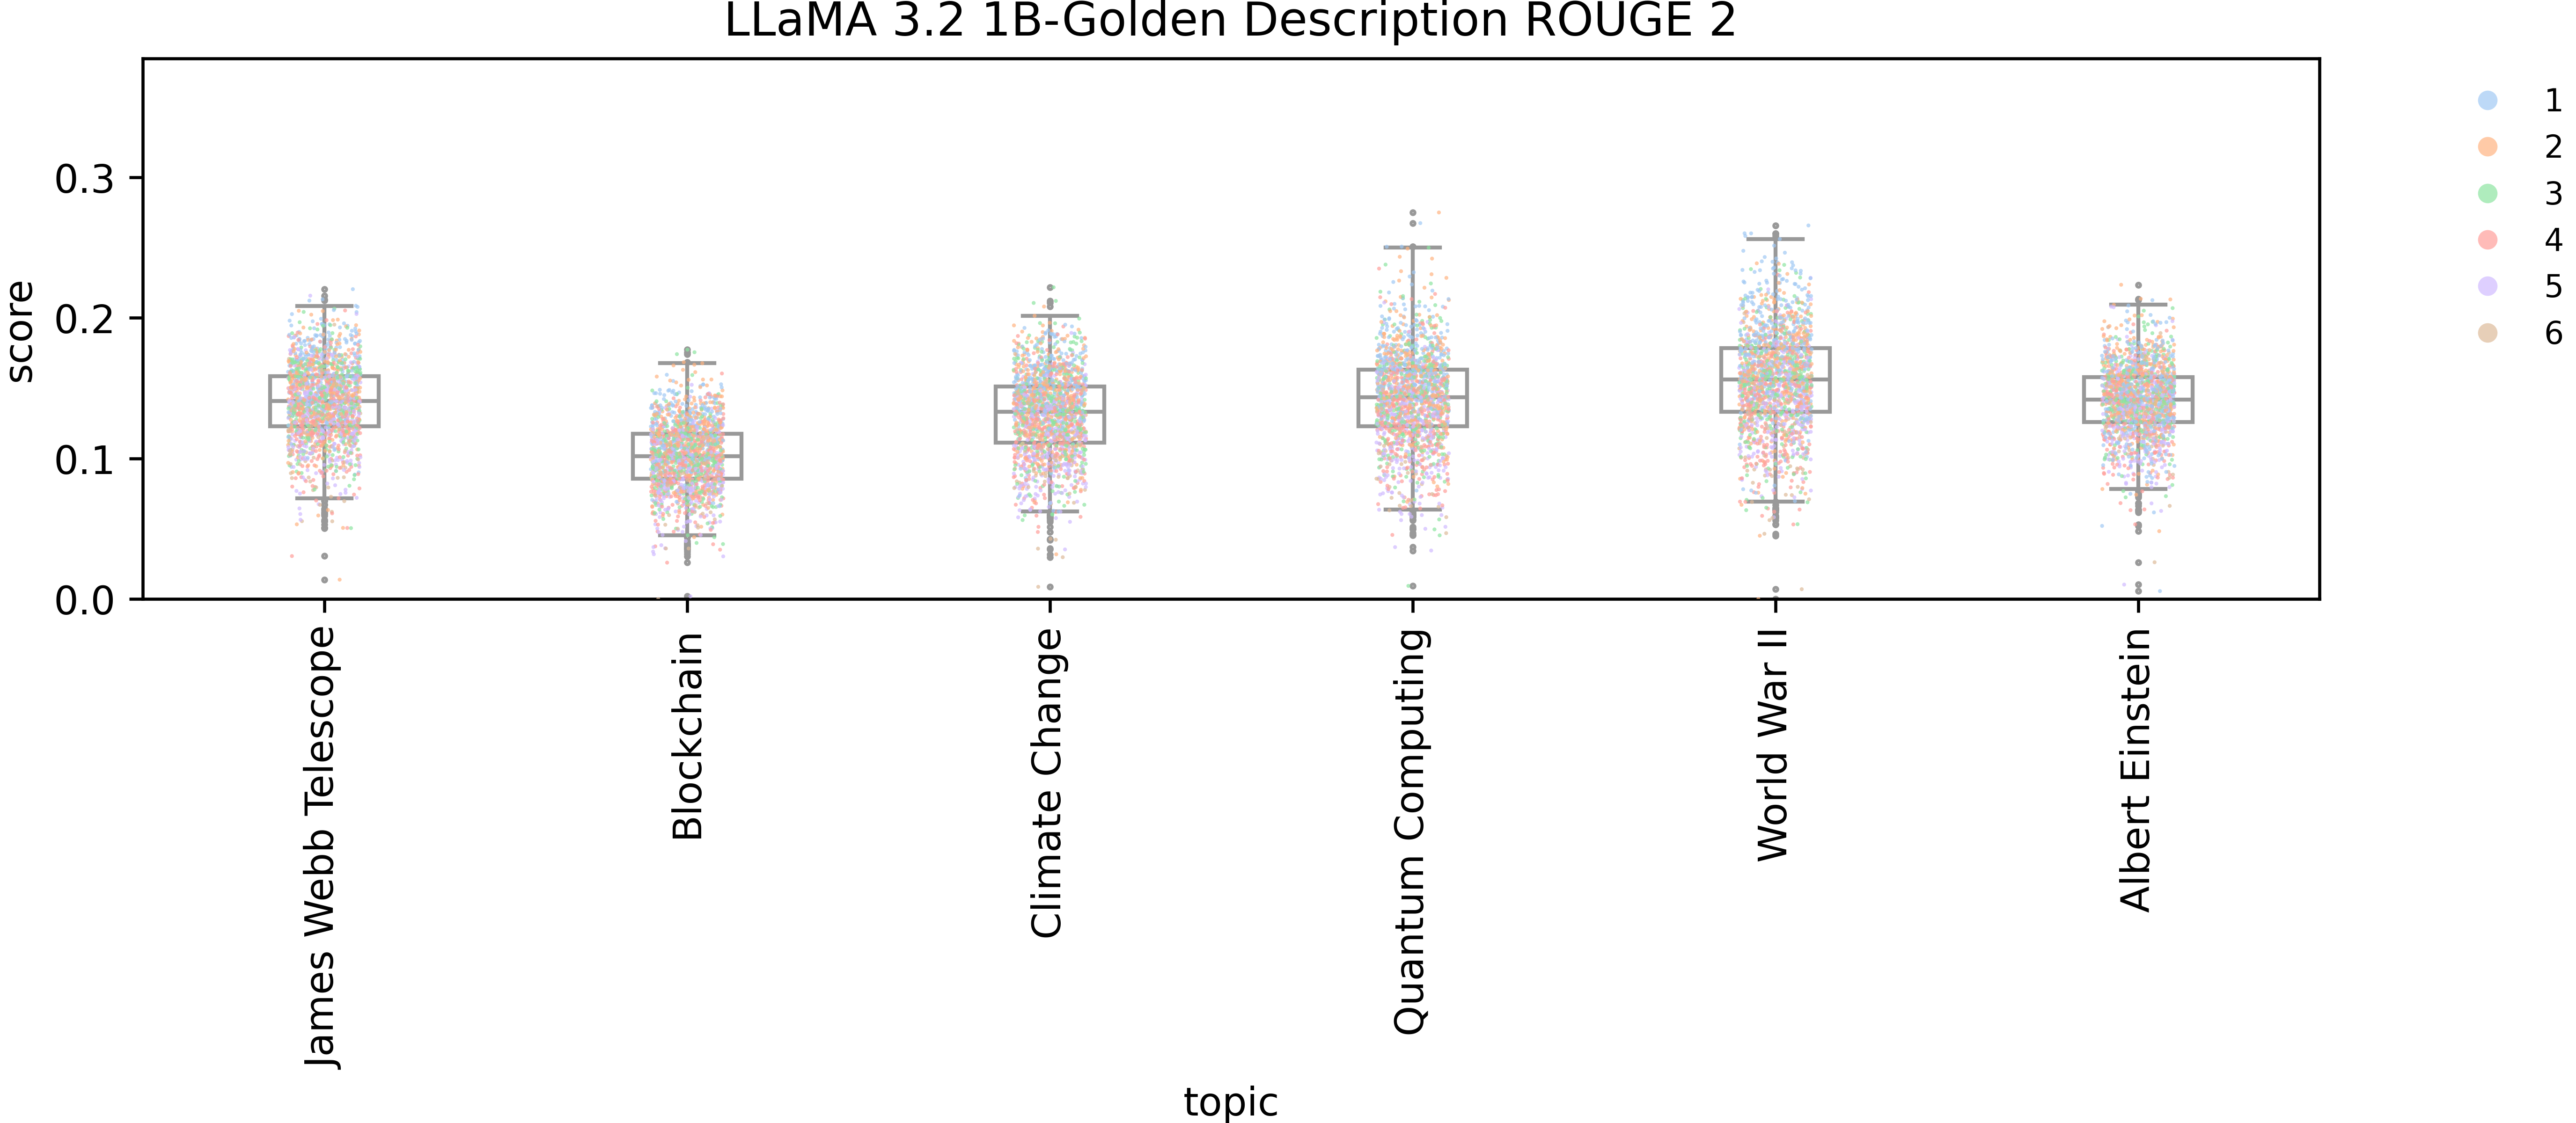 LLaMA 3.2 1B-Golden Description ROUGE 2
score
0.3
0.2
0.1
0.0
1
2
3
4
5
6
James Webb Telescope
Blockchain
Climate Change
Quantum Computing
World War II
Albert Einstein
topic